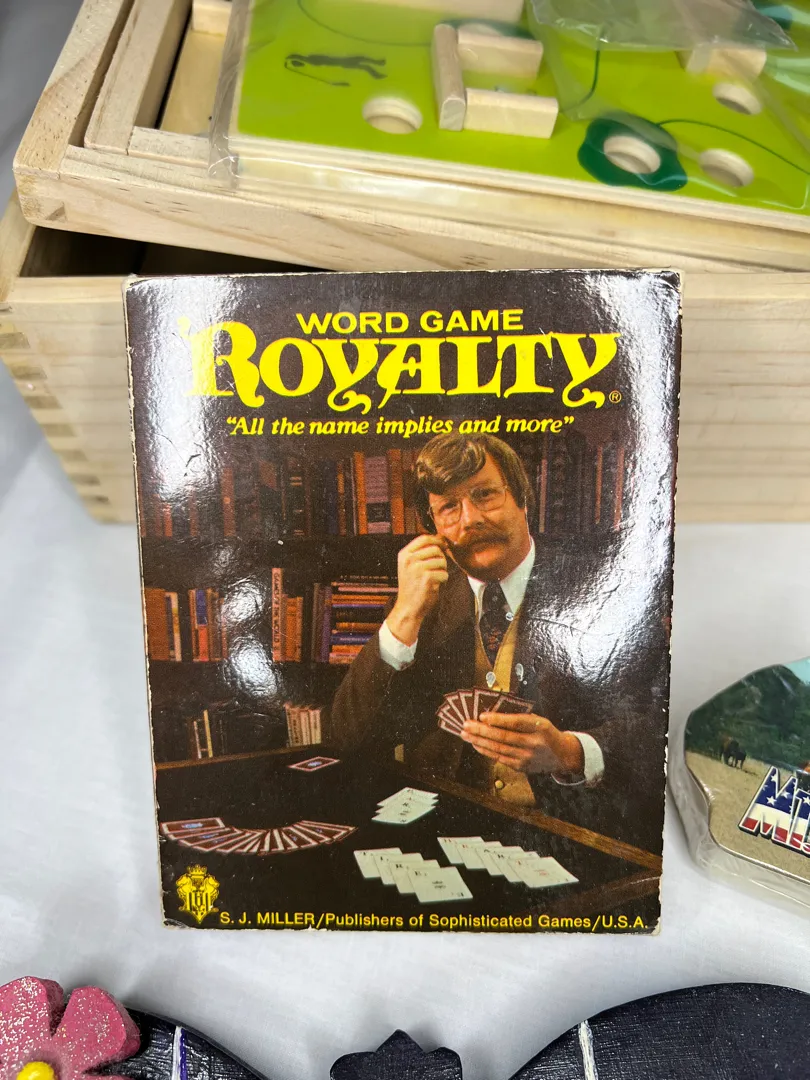 WORD GAME
ROYALTY®
"All the name implies and more"
S. J. MILLER/Publishers of Sophisticated Games/U.S.A.